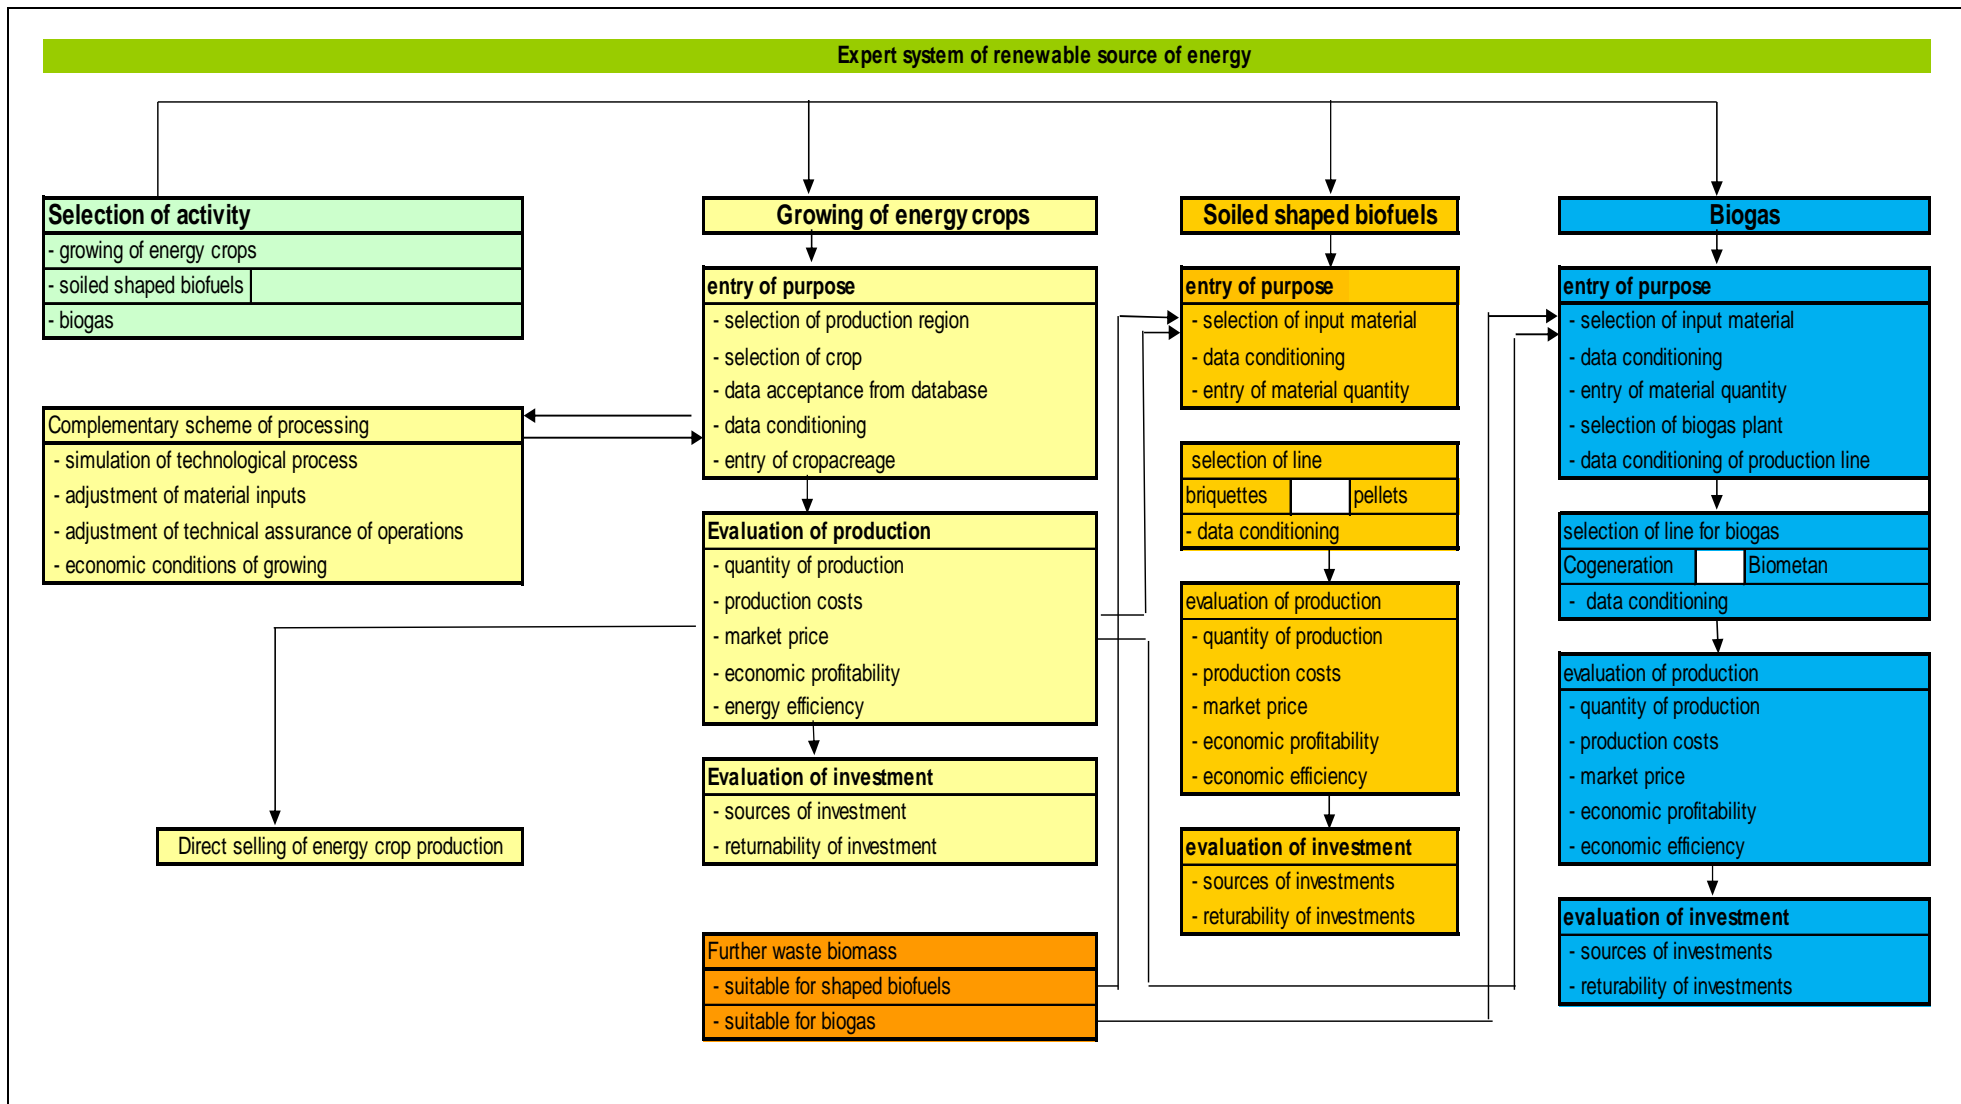 Expert system of renewable source of energy
Selection of activity
- growing of energy crops
- soiled shaped biofuels
- biogas
Complementary scheme of processing
- simulation of technological process
- adjustment of material inputs
- adjustment of technical assurance of operations
- economic conditions of growing
Direct selling of energy crop production
Growing of energy crops
entry of purpose
- selection of production region
- selection of crop
- data acceptance from database
- data conditioning
- entry of cropacreage
Evaluation of production
- quantity of production
- production costs
- market price
- economic profitability
- energy efficiency
Evaluation of investment
- sources of investment
- returnability of investment
Further waste biomass
- suitable for shaped biofuels
- suitable for biogas
Soiled shaped biofuels
entry of purpose
- selection of input material
- data conditioning
- entry of material quantity
selection of line
briquettes pellets
- data conditioning
evaluation of production
- quantity of production
- production costs
- market price
- economic profitability
- economic efficiency
evaluation of investment
- sources of investments
- returability of investments
Biogas
entry of purpose
- selection of input material
- data conditioning
- entry of material quantity
- selection of biogas plant
- data conditioning of production line
selection of line for biogas
Cogeneration Biometan
- data conditioning
evaluation of production
- quantity of production
- production costs
- market price
- economic profitability
- economic efficiency
evaluation of investment
- sources of investments
- returability of investments